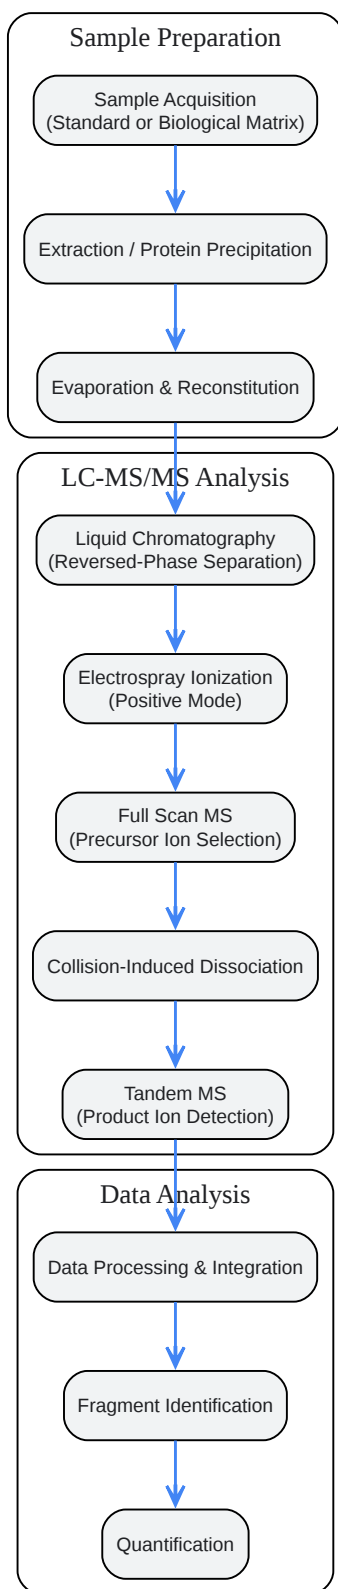 Sample Preparation
Sample Acquisition
(Standard or Biological Matrix)
Extraction / Protein Precipitation
Evaporation & Reconstitution
LC-MS/MS Analysis
Liquid Chromatography
(Reversed-Phase Separation)
Electrospray Ionization
(Positive Mode)
Full Scan MS
(Precursor Ion Selection)
Collision-Induced Dissociation
Tandem MS
(Product Ion Detection)
Data Analysis
Data Processing & Integration
Fragment Identification
Quantification